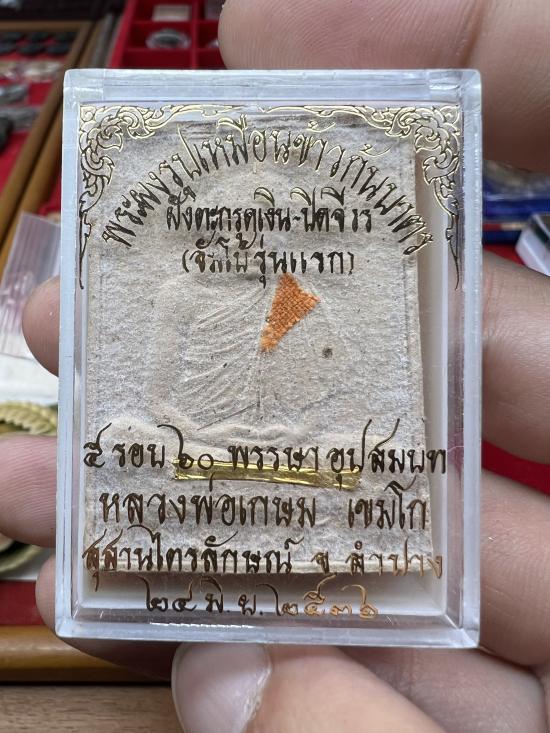 พระผงรูปเหมือนข้าวก้นบาตร
ฝังตะกรุดเงิน-ปิดจีวร
(จัมโบ้รุ่นแรก)
๕ รอบ ๖๐ พรรษา อุปสมบท
หลวงพ่อเกษม เขมโก
สุสานไตรลักษณ์ จ. ลำปาง
๒๔ มิ.ย. ๒๕๓๖